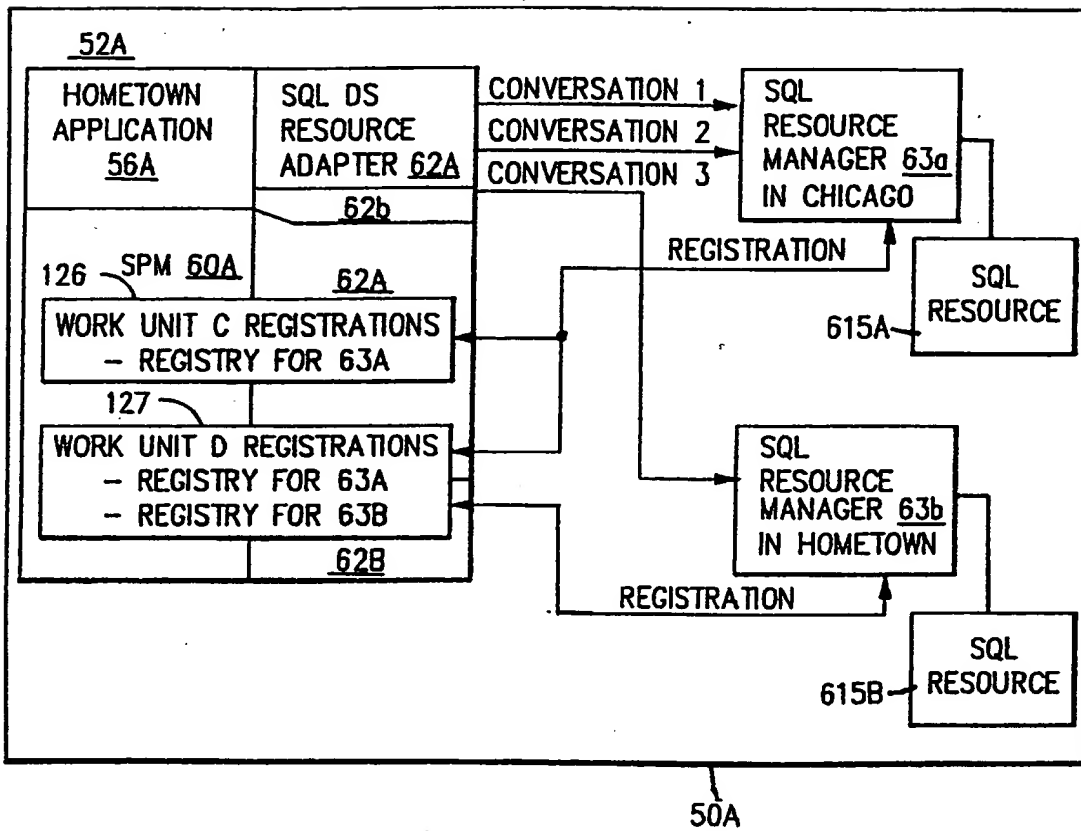 52A
HOMETOWN
APPLICATION
56A
SQL DS
RESOURCE
ADAPTER 62A
62b
CONVERSATION 1
CONVERSATION 2
CONVERSATION 3
SQL
RESOURCE
MANAGER 63a
IN CHICAGO
REGISTRATION
SQL
RESOURCE
615A
SPM 60A
126
62A
WORK UNIT C REGISTRATIONS
- REGISTRY FOR 63A
127
WORK UNIT D REGISTRATIONS
- REGISTRY FOR 63A
- REGISTRY FOR 63B
62B
SQL
RESOURCE
MANAGER 63b
IN HOMETOWN
REGISTRATION
SQL
RESOURCE
615B
50A